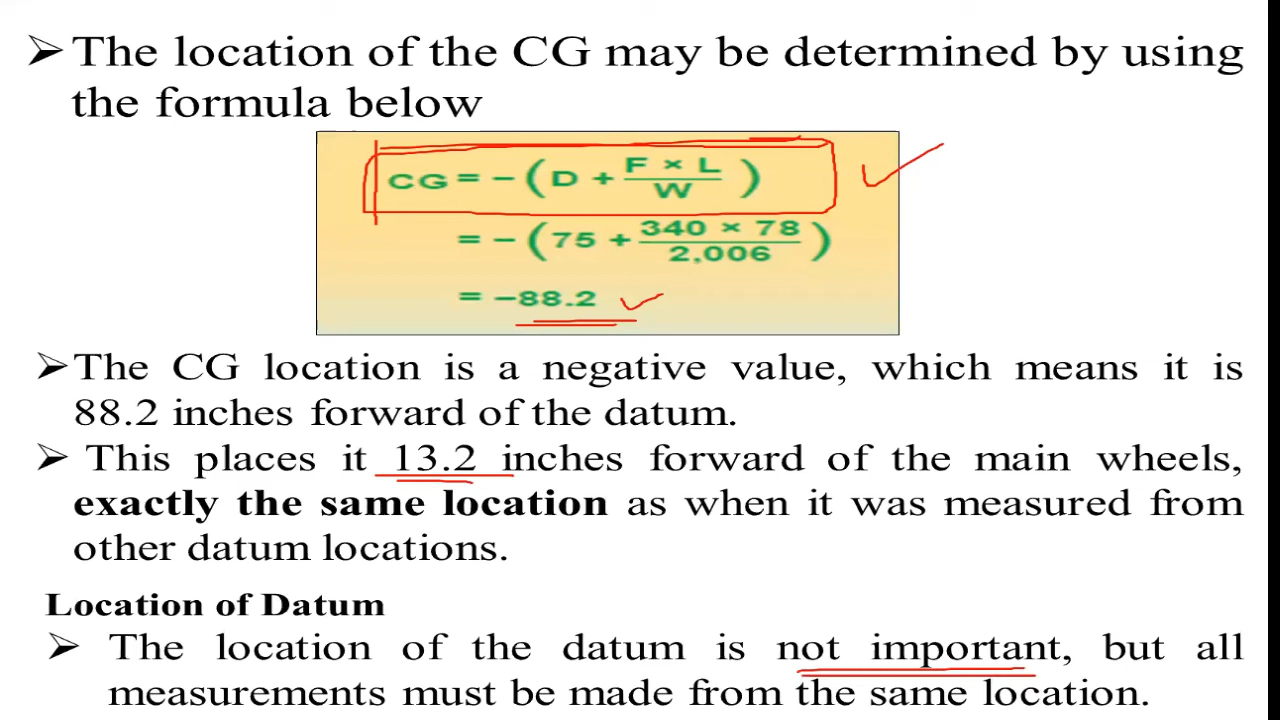 ➢ The location of the CG may be determined by using
the formula below
CG = − ( D + F × L / W )
= − ( 75 + 340 × 78 / 2,006 )
= −88.2
➢ The CG location is a negative value, which means it is
88.2 inches forward of the datum.
➢ This places it 13.2 inches forward of the main wheels,
exactly the same location as when it was measured from
other datum locations.
Location of Datum
➢ The location of the datum is not important, but all
measurements must be made from the same location.